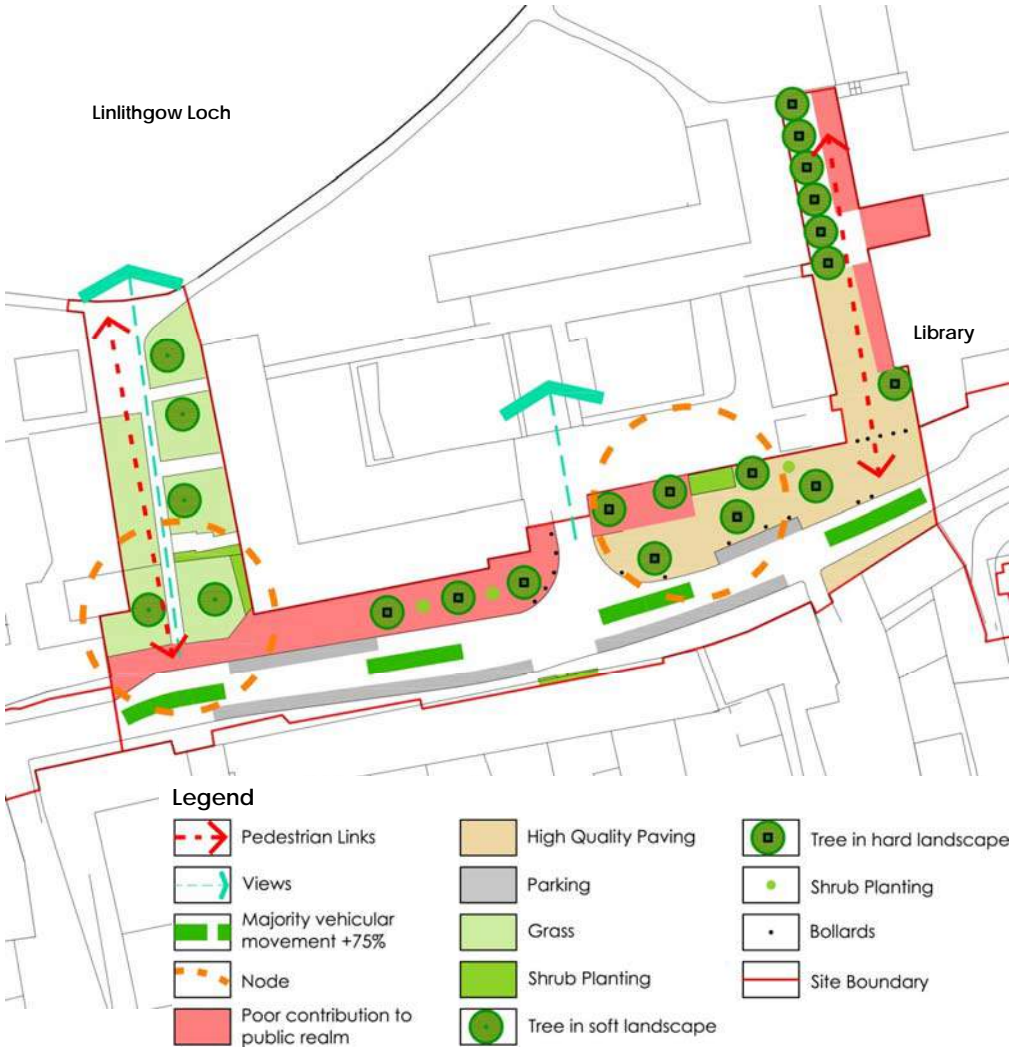 Linlithgow Loch
Library
Legend
Pedestrian Links
Views
Majority vehicular
movement +75%
Node
Poor contribution to
public realm
High Quality Paving
Parking
Grass
Shrub Planting
Tree in soft landscape
Tree in hard landscape
Shrub Planting
Bollards
Site Boundary